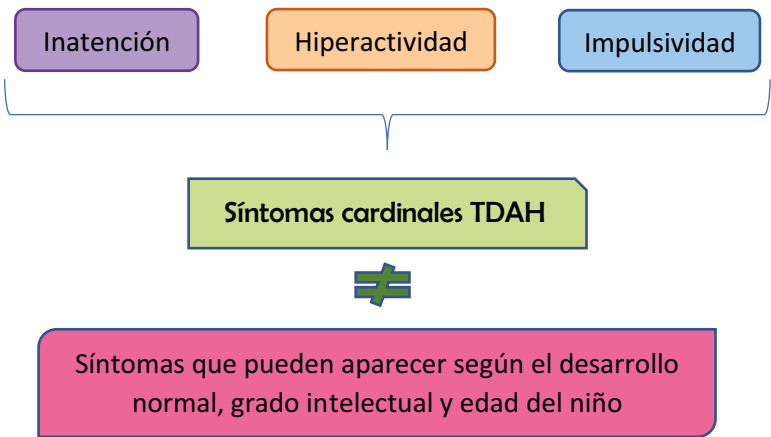 Inatención
Hiperactividad
Impulsividad
Síntomas cardinales TDAH
≠
Síntomas que pueden aparecer según el desarrollo
normal, grado intelectual y edad del niño